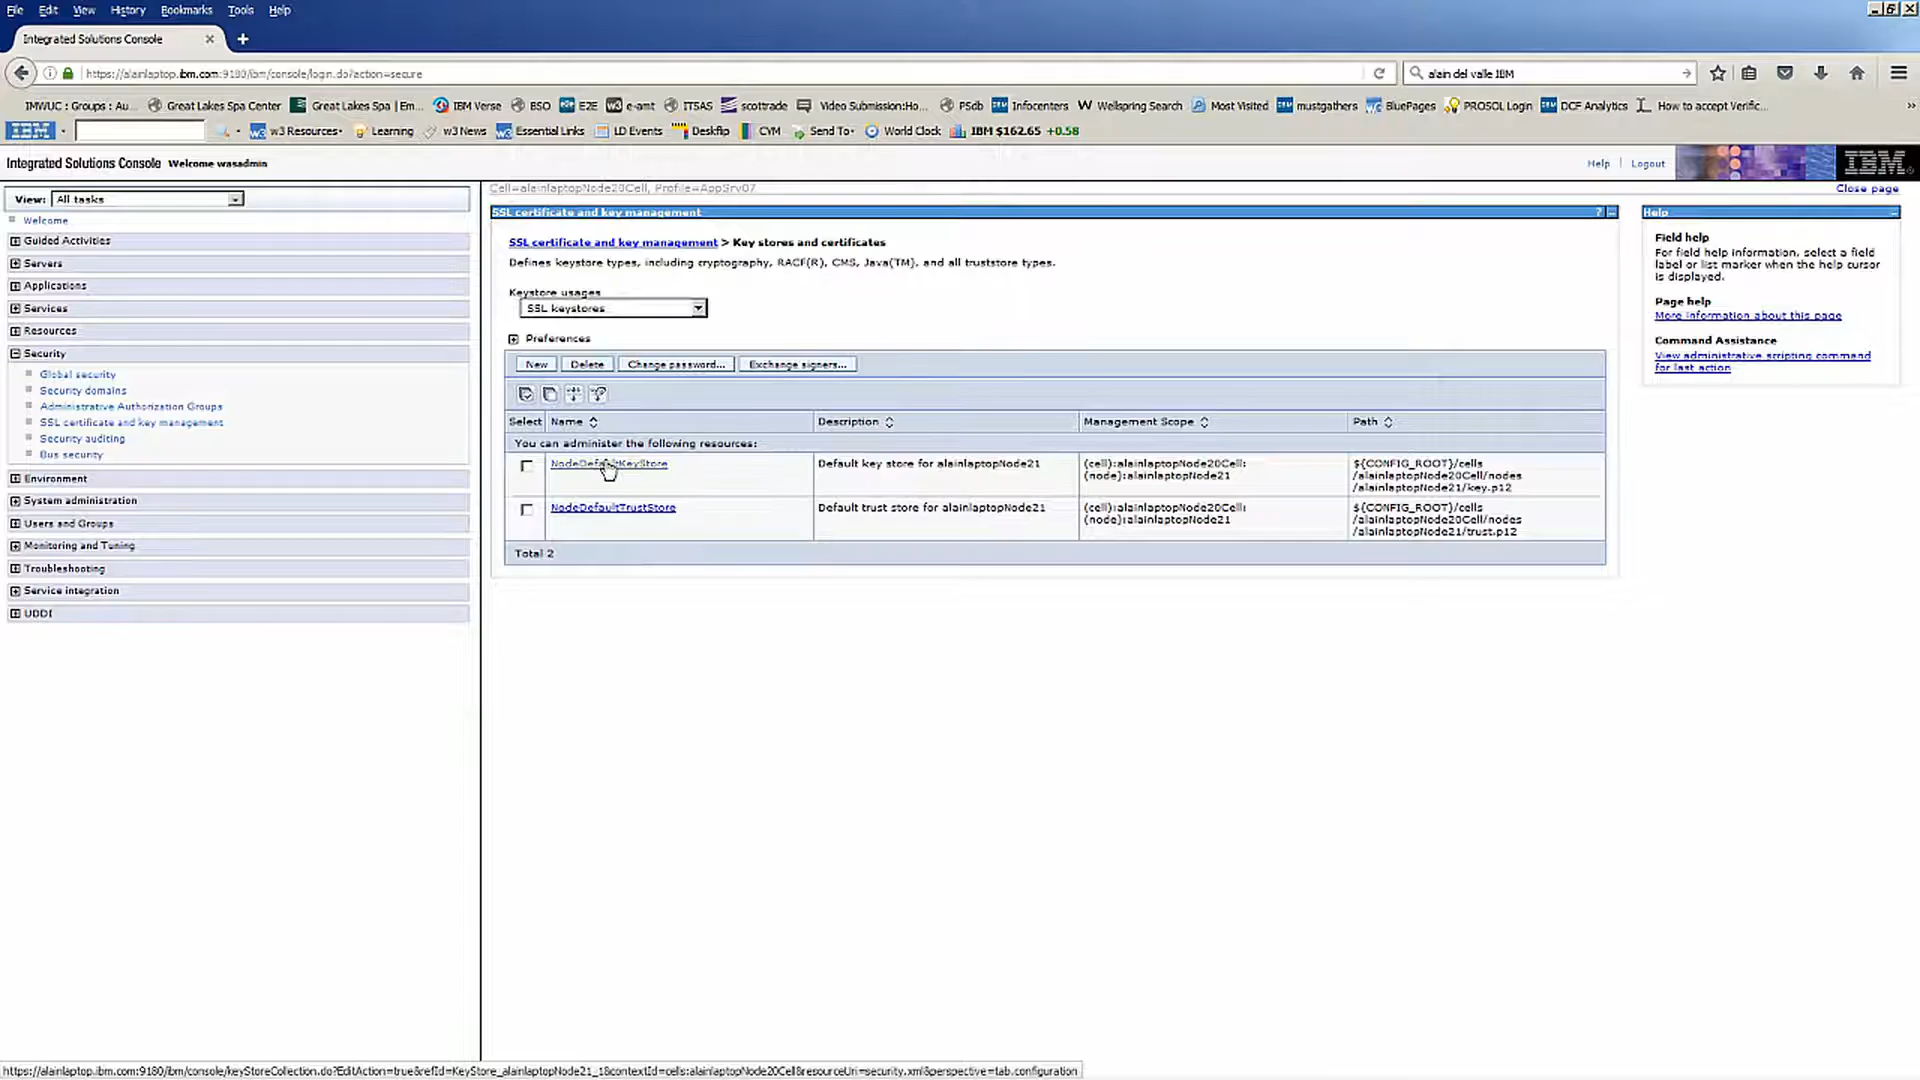 File Edit View History Bookmarks Tools Help
Integrated Solutions Console × +
https://alainlaptop.ibm.com:9180/ibm/console/login.do?action=secure alain del valle IBM
IMWUC : Groups : Au... Great Lakes Spa Center Great Lakes Spa | Em... IBM Verse BSO E2E e-amt ITSAS scottrade Video Submission:Ho... PSdb Infocenters Wellspring Search Most Visited mustgathers BluePages PROSOL Login DCF Analytics How to accept Verific... »
IBM w3 Resources Learning w3 News Essential Links LD Events Deskflip CYM Send To World Clock IBM $162.65 +0.58
Integrated Solutions Console Welcome wasadmin Help | Logout IBM.
Cell=alainlaptopNode20Cell, Profile=AppSrv07 Close page
View: All tasks
Welcome
Guided Activities
Servers
Applications
Services
Resources
Security
Global security
Security domains
Administrative Authorization Groups
SSL certificate and key management
Security auditing
Bus security
Environment
System administration
Users and Groups
Monitoring and Tuning
Troubleshooting
Service integration
UDDI
SSL certificate and key management ?
SSL certificate and key management > Key stores and certificates
Defines keystore types, including cryptography, RACF(R), CMS, Java(TM), and all truststore types.
Keystore usages
SSL keystores
Preferences
New Delete Change password... Exchange signers...
Select Name Description Management Scope Path
You can administer the following resources:
NodeDefaultKeyStore Default key store for alainlaptopNode21 (cell):alainlaptopNode20Cell: ${CONFIG_ROOT}/cells
(node):alainlaptopNode21 /alainlaptopNode20Cell/nodes
/alainlaptopNode21/key.p12
NodeDefaultTrustStore Default trust store for alainlaptopNode21 (cell):alainlaptopNode20Cell: ${CONFIG_ROOT}/cells
(node):alainlaptopNode21 /alainlaptopNode20Cell/nodes
/alainlaptopNode21/trust.p12
Total 2
Help
Field help
For field help information, select a field
label or list marker when the help cursor
is displayed.
Page help
More information about this page
Command Assistance
View administrative scripting command
for last action
https://alainlaptop.ibm.com:9180/ibm/console/keyStoreCollection.do?EditAction=true&refId=KeyStore_alainlaptopNode21_1&contextId=cells:alainlaptopNode20Cell&resourceUri=security.xml&perspective=tab.configuration